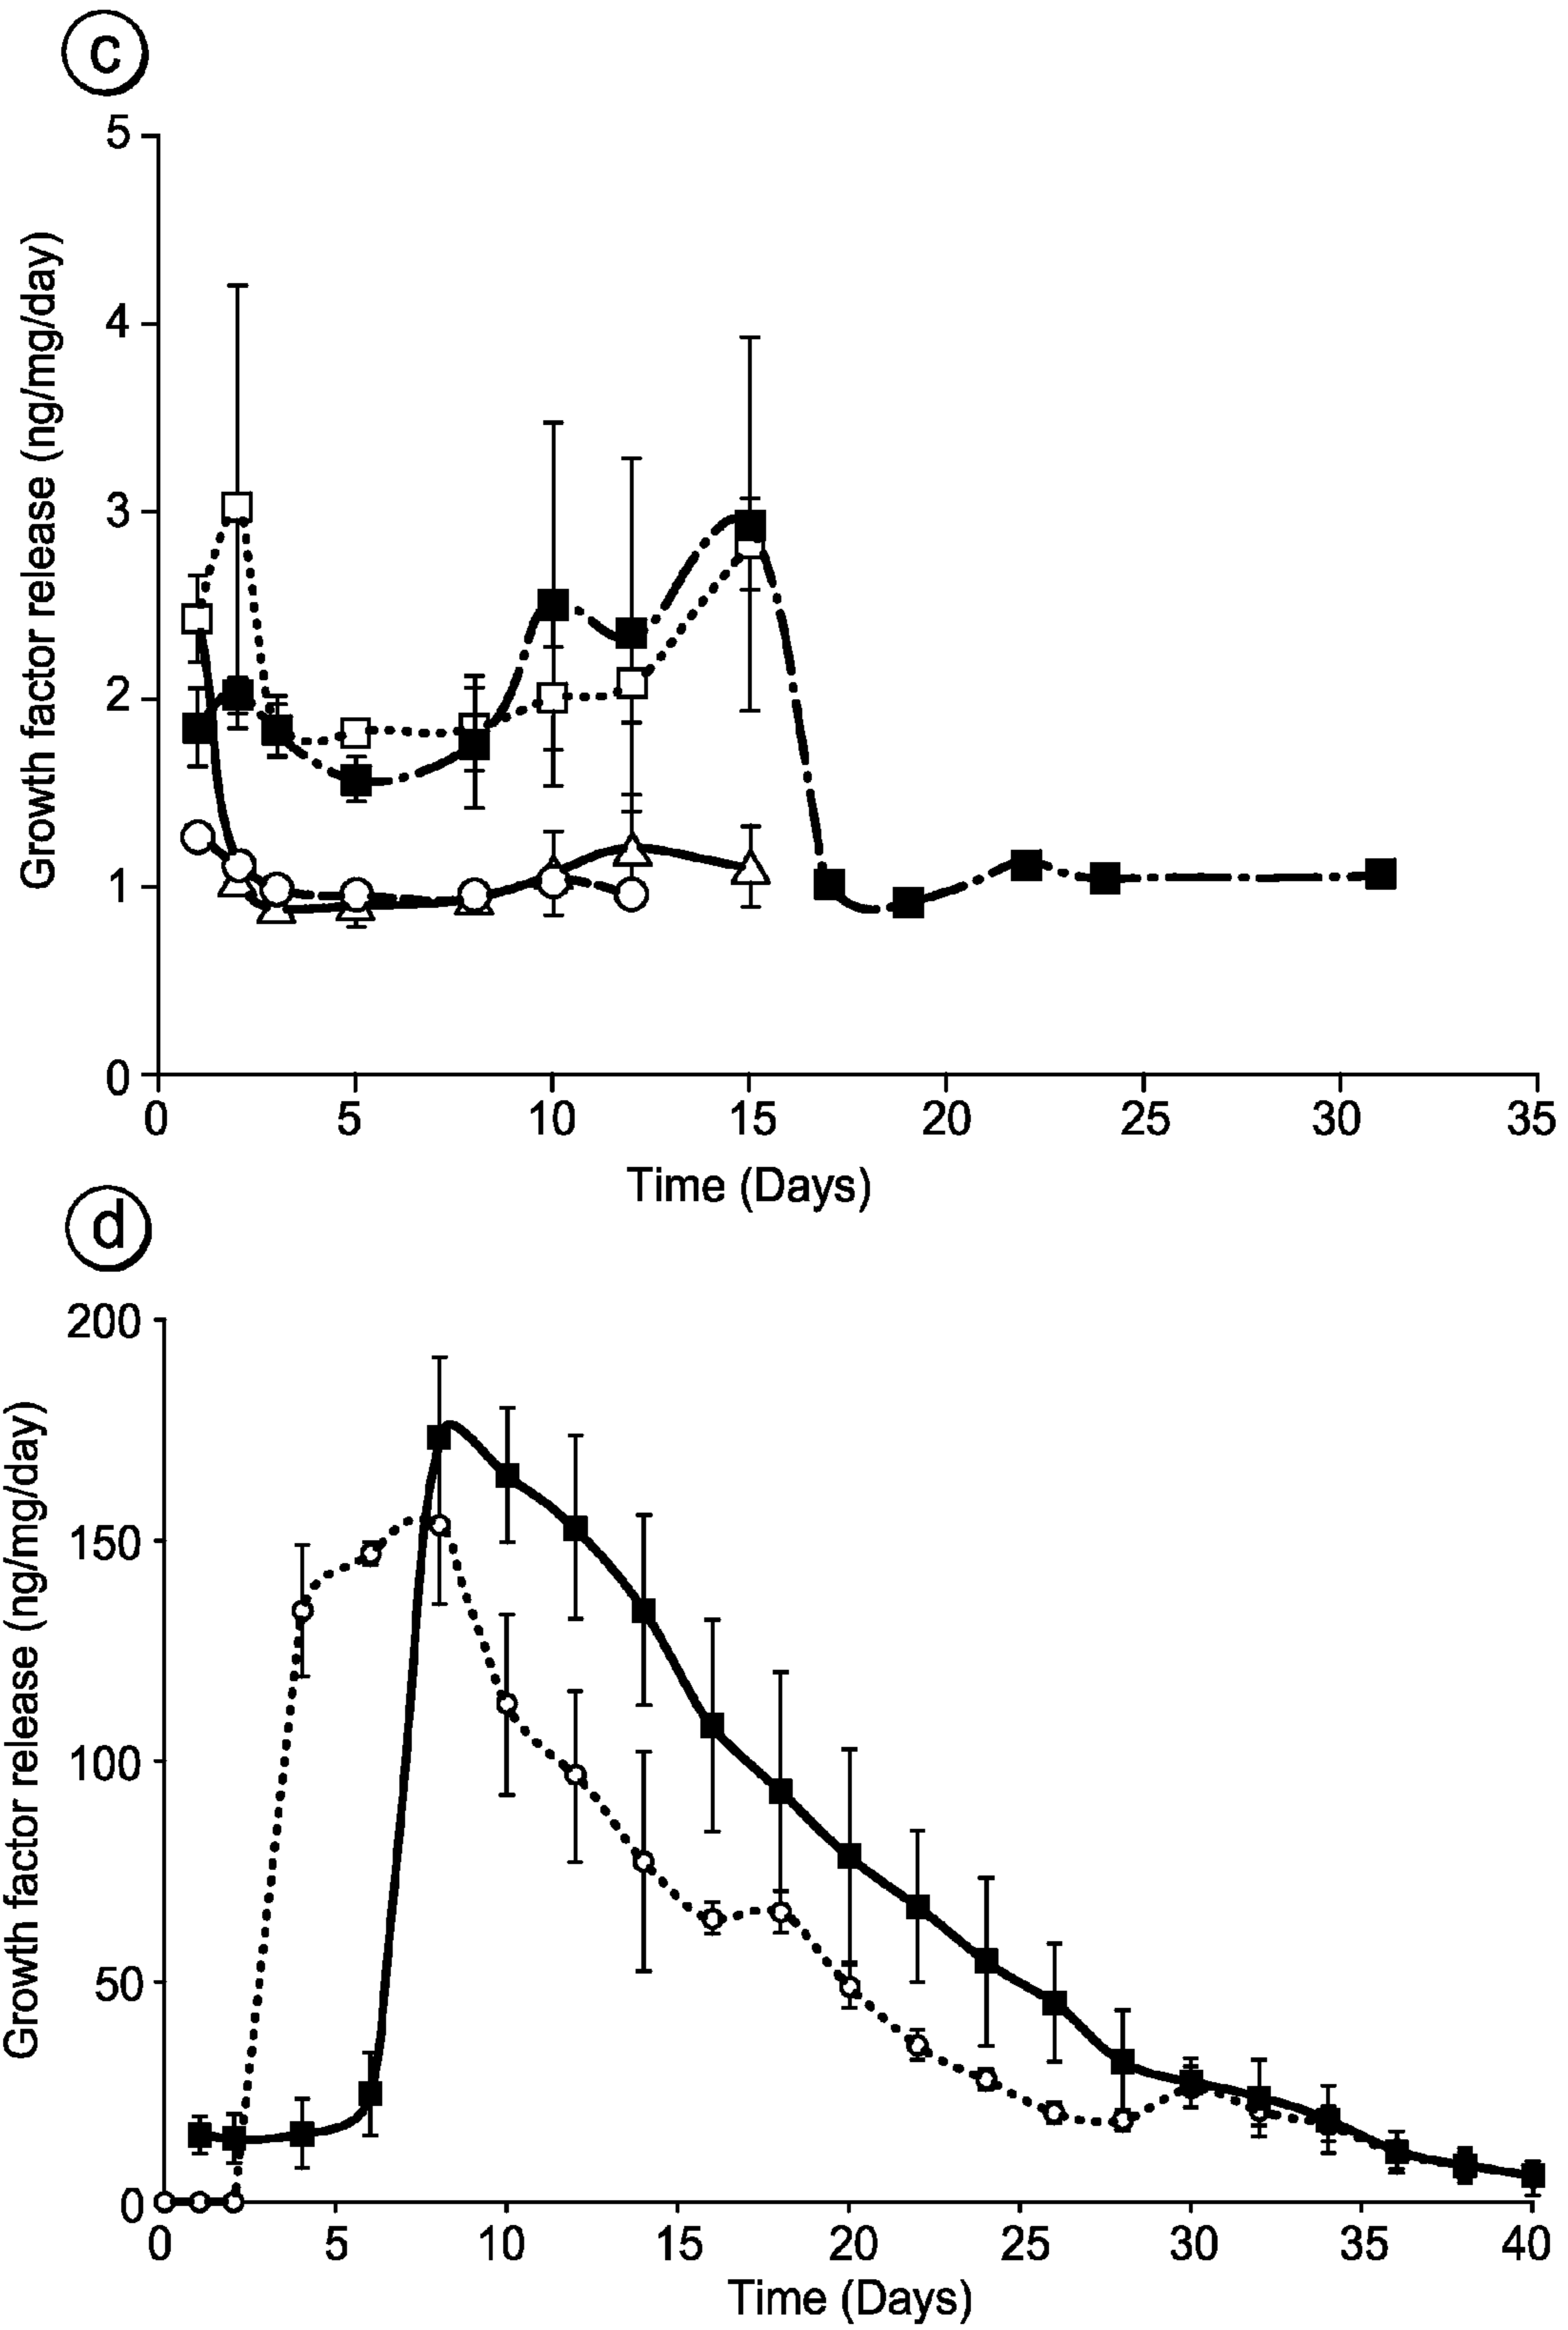 c
Growth factor release (ng/mg/day)
5
4
3
2
1
0
0 5 10 15 20 25 30 35
Time (Days)
d
Growth factor release (ng/mg/day)
200
150
100
50
0
0 5 10 15 20 25 30 35 40
Time (Days)